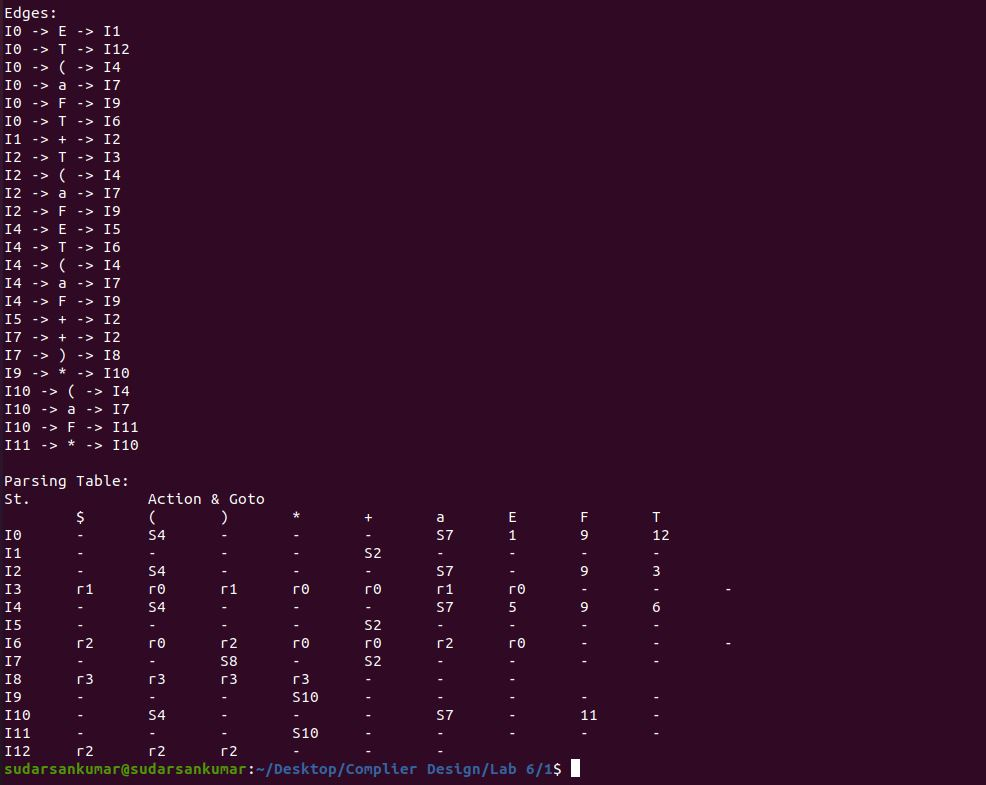 Edges:
I0 -> E -> I1
I0 -> T -> I12
I0 -> ( -> I4
I0 -> a -> I7
I0 -> F -> I9
I0 -> T -> I6
I1 -> + -> I2
I2 -> T -> I3
I2 -> ( -> I4
I2 -> a -> I7
I2 -> F -> I9
I4 -> E -> I5
I4 -> T -> I6
I4 -> ( -> I4
I4 -> a -> I7
I4 -> F -> I9
I5 -> + -> I2
I7 -> + -> I2
I7 -> ) -> I8
I9 -> * -> I10
I10 -> ( -> I4
I10 -> a -> I7
I10 -> F -> I11
I11 -> * -> I10
Parsing Table:
St. Action & Goto
$ ( ) * + a E F T
I0 - S4 - - - S7 1 9 12
I1 - - - - S2 - - - -
I2 - S4 - - - S7 - 9 3
I3 r1 r0 r1 r0 r0 r1 r0 - - -
I4 - S4 - - - S7 5 9 6
I5 - - - - S2 - - - -
I6 r2 r0 r2 r0 r0 r2 r0 - - -
I7 - - S8 - S2 - - - -
I8 r3 r3 r3 r3 - - -
I9 - - - S10 - - - - -
I10 - S4 - - - S7 - 11 -
I11 - - - S10 - - - - -
I12 r2 r2 r2 - - -
sudarsankumar@sudarsankumar:~/Desktop/Complier Design/Lab 6/1$